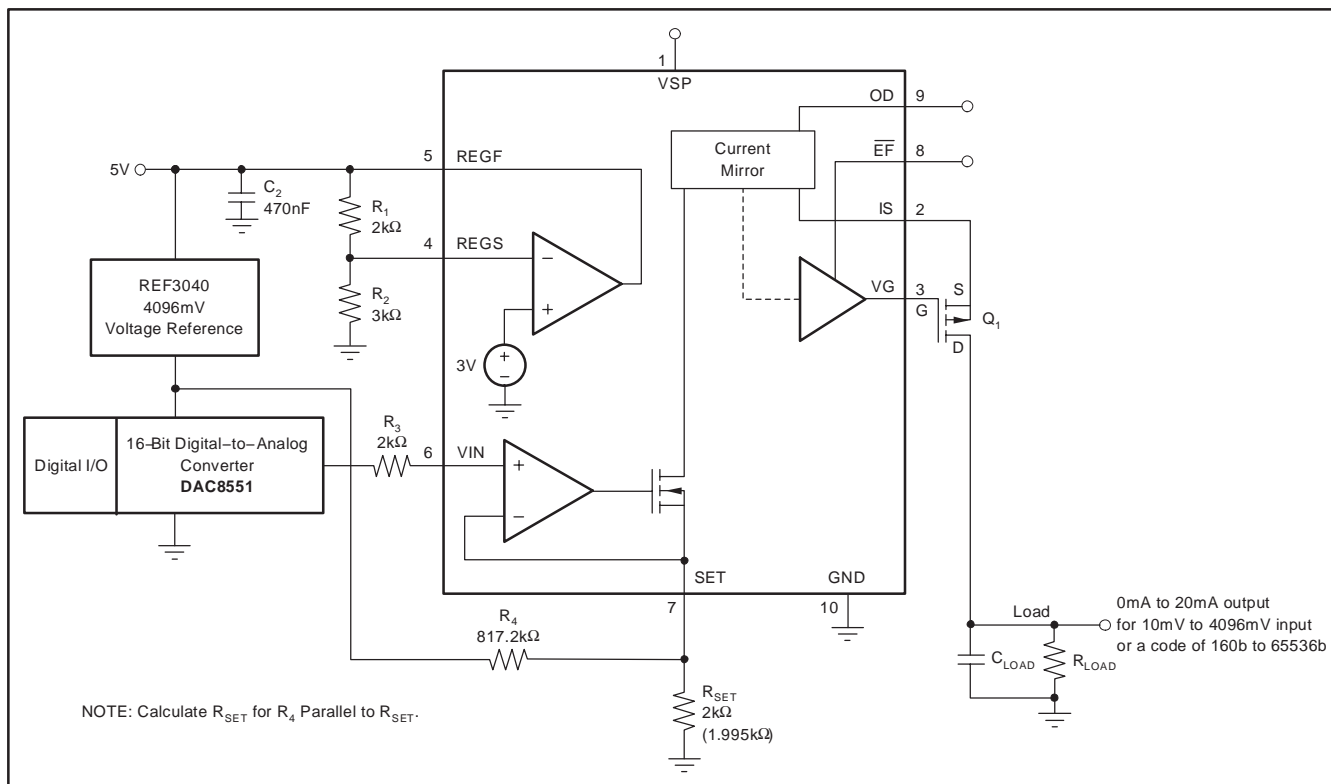 1
VSP
OD 9
EF 8
Current
Mirror
5 REGF
5V
C2
470nF
R1
2kΩ
IS 2
4 REGS
REF3040
4096mV
Voltage Reference
R2
3kΩ
−
+
VG 3
G
S
Q1
D
3V
+
−
R3
2kΩ
6 VIN
Digital I/O
16−Bit Digital−to−Analog
Converter
DAC8551
+
−
SET
7
GND
10
R4
817.2kΩ
Load
0mA to 20mA output
for 10mV to 4096mV input
or a code of 160b to 65536b
CLOAD
RLOAD
RSET
2kΩ
(1.995kΩ)
NOTE: Calculate RSET for R4 Parallel to RSET.